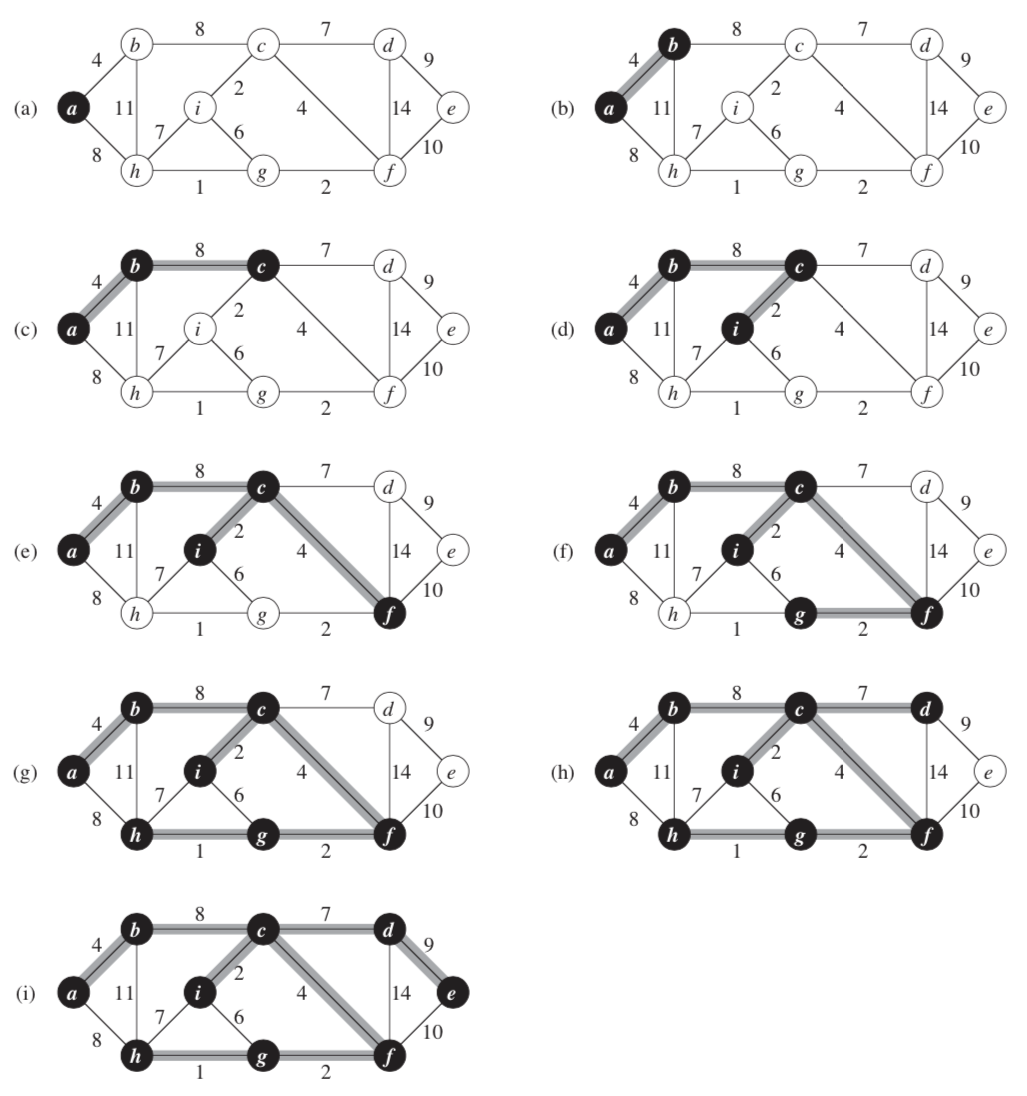 8 7 8 7
b c d b c d
4 9 4 9
2 2
(a) a 11 i 4 14 e (b) a 11 i 4 14 e
7 6 7 6
8 10 8 10
h g f h g f
1 2 1 2
8 7 8 7
b c d b c d
4 9 4 9
2 2
(c) a 11 i 4 14 e (d) a 11 i 4 14 e
7 6 7 6
8 10 8 10
h g f h g f
1 2 1 2
8 7 8 7
b c d b c d
4 9 4 9
2 2
(e) a 11 i 4 14 e (f) a 11 i 4 14 e
7 6 7 6
8 10 8 10
h g f h g f
1 2 1 2
8 7 8 7
b c d b c d
4 9 4 9
2 2
(g) a 11 i 4 14 e (h) a 11 i 4 14 e
7 6 7 6
8 10 8 10
h g f h g f
1 2 1 2
8 7
b c d
4 9
2
(i) a 11 i 4 14 e
7 6
8 10
h g f
1 2